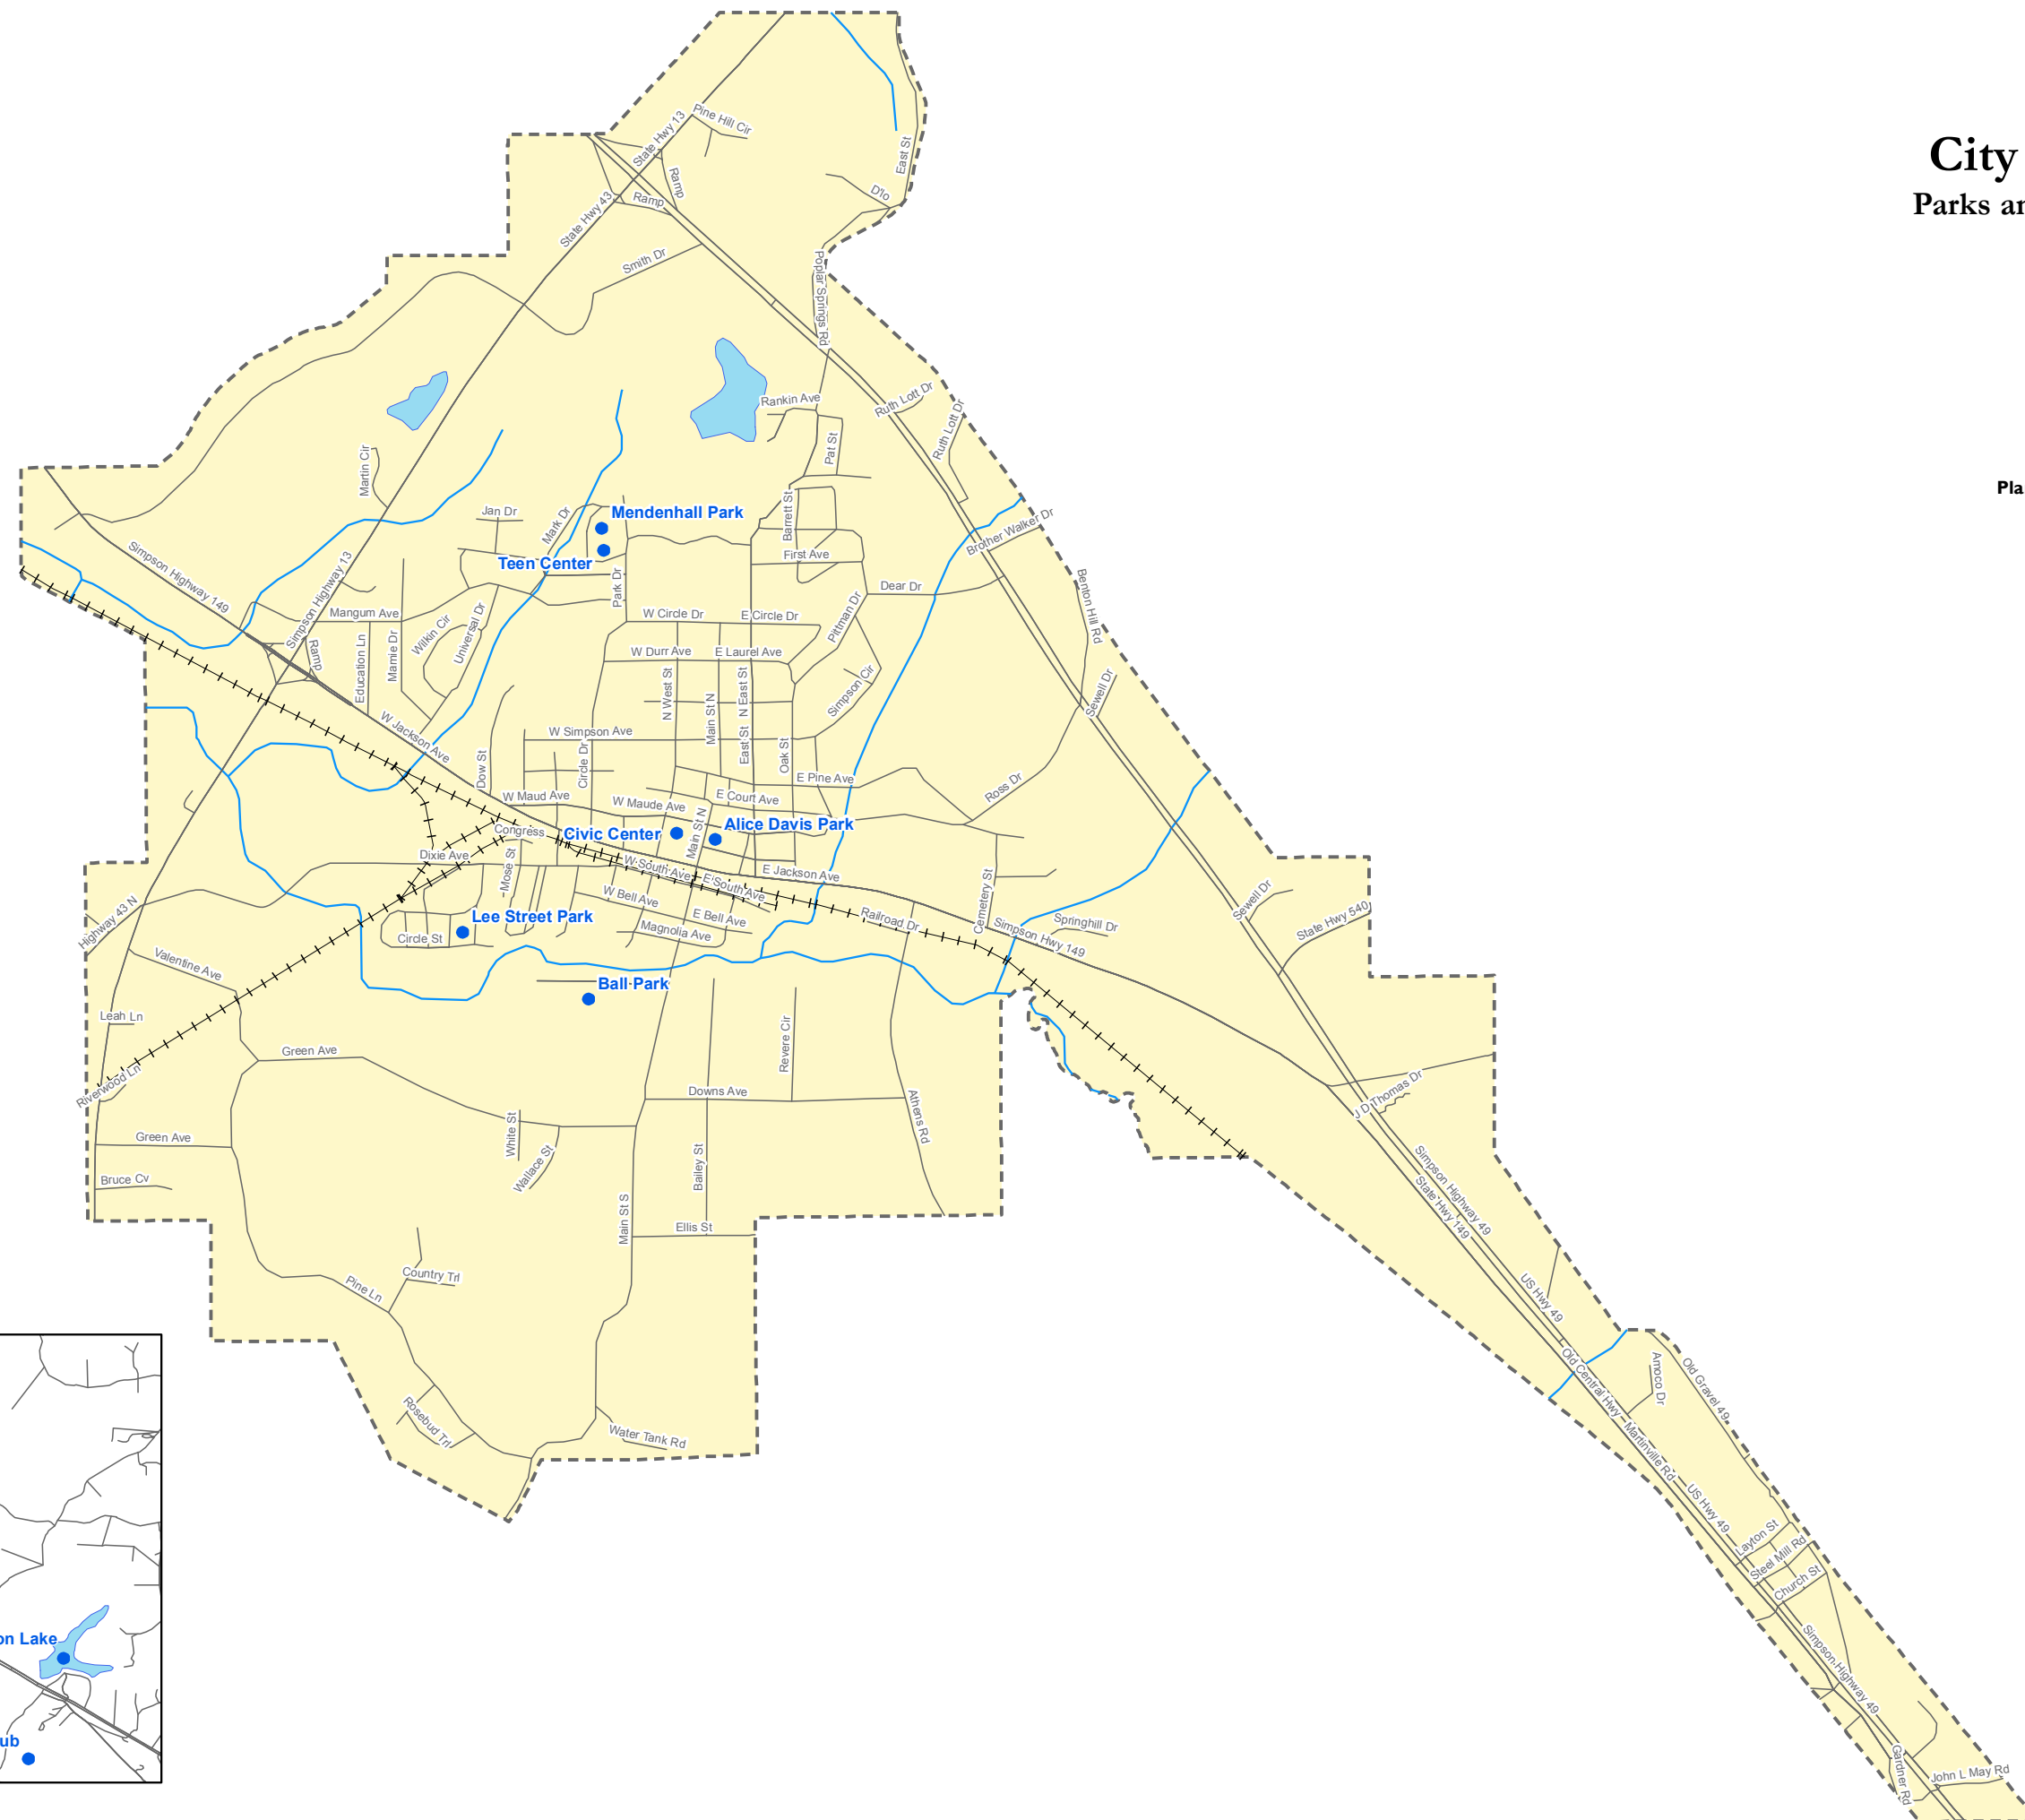 City
Parks an
Pla
Pine Hill Cir
State Hwy 13
East St
Ramp
D'lo
Ramp
State Hwy 43
Smith Dr
Poplar Springs Rd
Rankin Ave
Ruth Lott Dr
Ruth Lott Dr
Pat St
Martin Cir
Jan Dr
Mark Dr
Mendenhall Park
Barrett St
Brother Walker Dr
Teen Center
First Ave
Simpson Highway 149
Simpson Highway 13
Park Dr
Dear Dr
Benton Hill Rd
Mangum Ave
W Circle Dr
E Circle Dr
Pittman Dr
Wilkin Cir
Universal Dr
Ramp
Education Ln
Mamie Dr
W Durr Ave
E Laurel Ave
N West St
Main St N
N East St
Simpson Cir
Sewell Dr
W Jackson Ave
W Simpson Ave
East St
Oak St
Dow St
Circle Dr
E Pine Ave
Ross Dr
W Maud Ave
W Maude Ave
E Court Ave
Congress
Civic Center
Main St N
Alice Davis Park
Dixie Ave
Mose St
W South Ave
E South Ave
E Jackson Ave
W Bell Ave
E Bell Ave
Magnolia Ave
Railroad Dr
Cemetery St
Springhill Dr
Simpson Hwy 149
Sewell Dr
State Hwy 540
Highway 43 N
Lee Street Park
Circle St
Valentine Ave
Ball Park
Leah Ln
Green Ave
Revere Cir
Riverwood Ln
Downs Ave
Athens Rd
J D Thomas Dr
Green Ave
White St
Wallace St
Bailey St
Bruce Cv
Main St S
Ellis St
Simpson Highway 49
State Hwy 149
Country Trl
Pine Ln
US Hwy 49
Rosebud Trl
Water Tank Rd
Old Central Hwy
Amoco Dr
Old Gravel 49
Martinville Rd
US Hwy 49
Layton St
Steel Mill Rd
Church St
Simpson Highway 49
Gardner Rd
John L May Rd
on Lake
ub